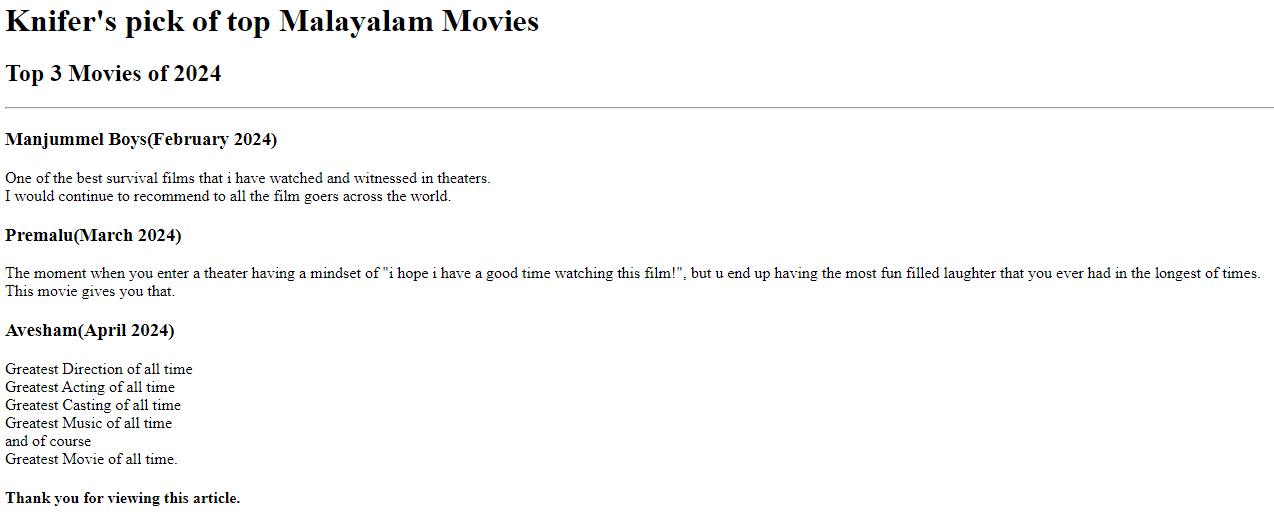 Knifer's pick of top Malayalam Movies
Top 3 Movies of 2024
Manjummel Boys(February 2024)
One of the best survival films that i have watched and witnessed in theaters.
I would continue to recommend to all the film goers across the world.
Premalu(March 2024)
The moment when you enter a theater having a mindset of "i hope i have a good time watching this film!", but u end up having the most fun filled laughter that you ever had in the longest of times.
This movie gives you that.
Avesham(April 2024)
Greatest Direction of all time
Greatest Acting of all time
Greatest Casting of all time
Greatest Music of all time
and of course
Greatest Movie of all time.
Thank you for viewing this article.